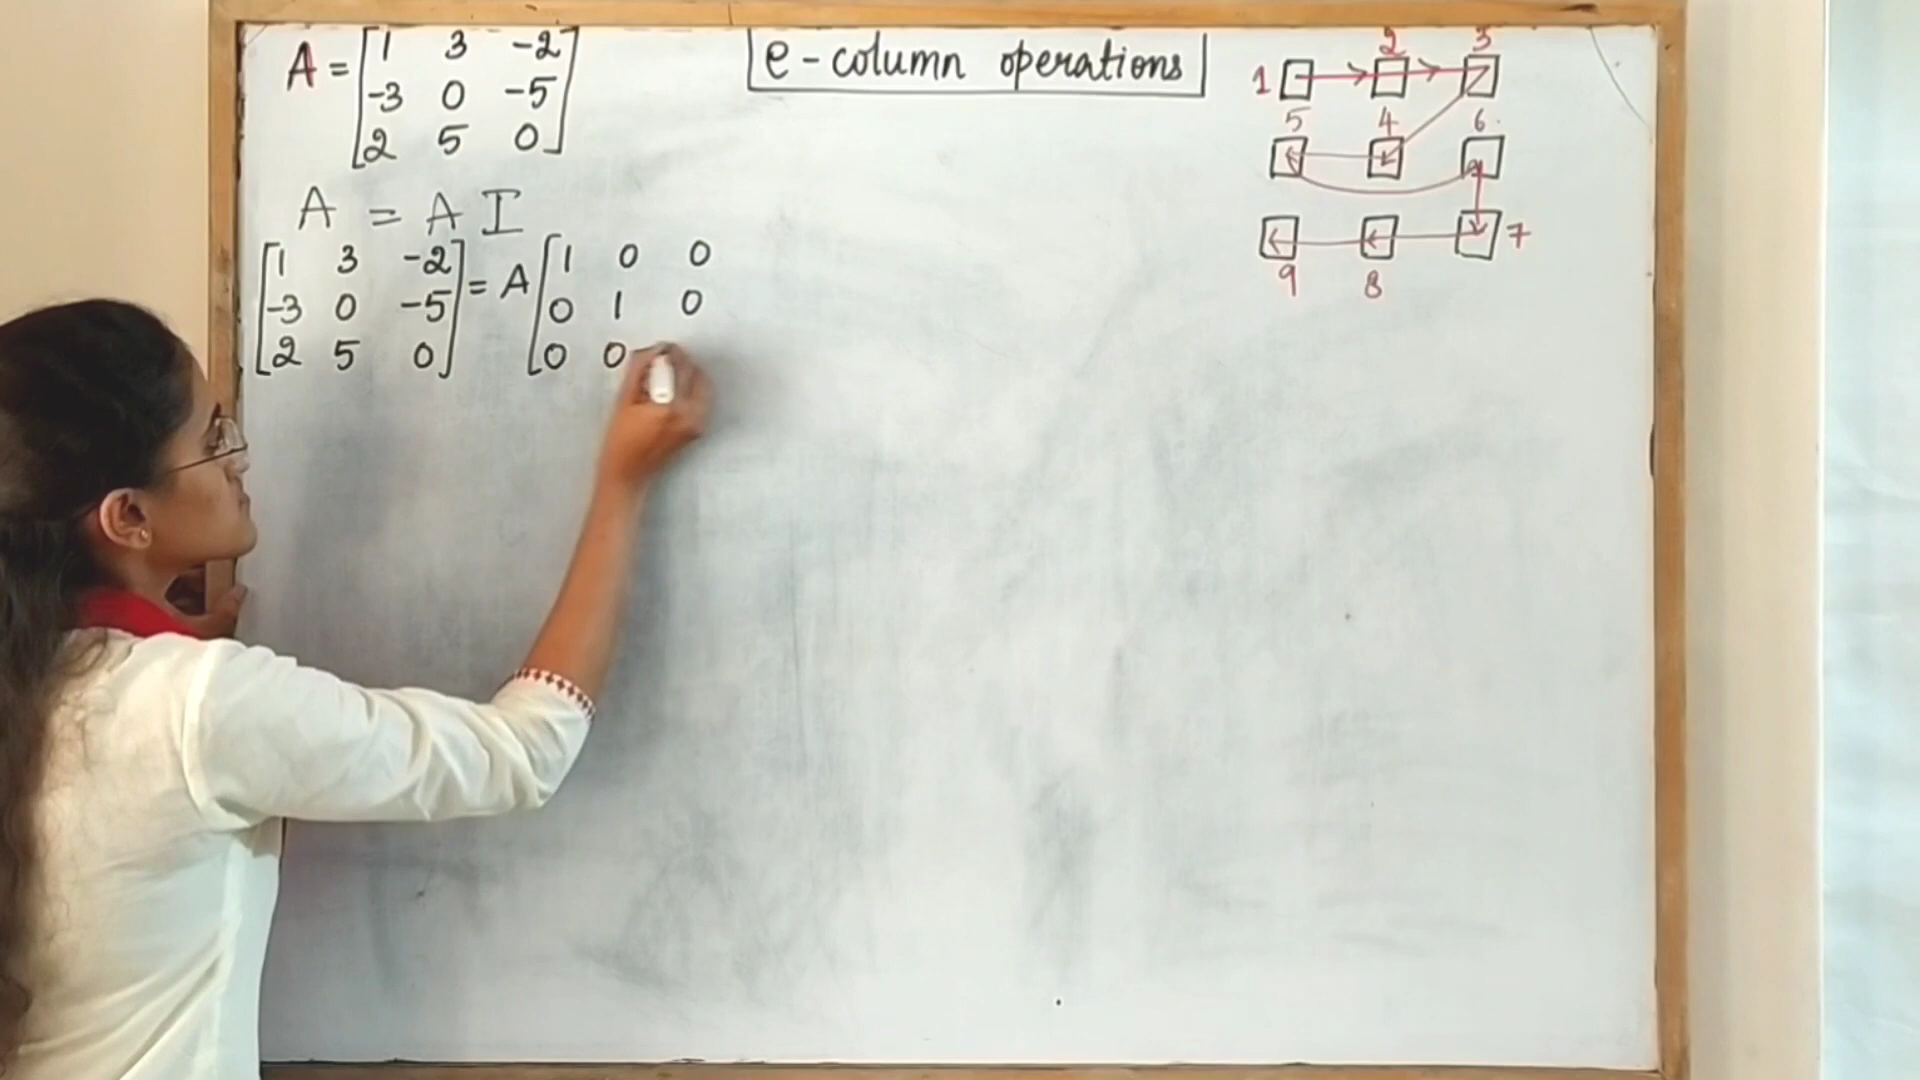 A = [1 3 -2
-3 0 -5
2 5 0]
e-column operations
1 2 3
5 4 6
9 8 7
A = A I
[1 3 -2 ] = A [1 0 0
-3 0 -5 0 1 0
2 5 0 0 0